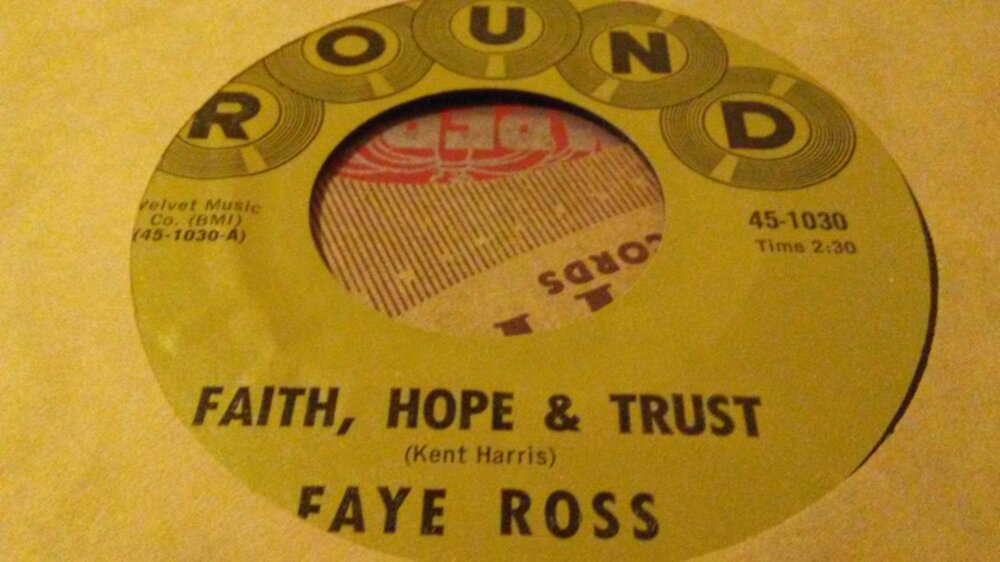 ROUND
Velvet Music
Co. (BMI)
(45-1030-A)
45-1030
Time 2:30
CORDS
FAITH, HOPE & TRUST
(Kent Harris)
FAYE ROSS